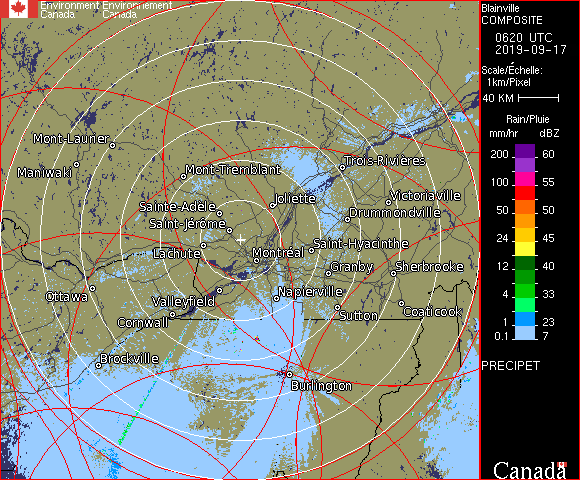 Environment Environnement
Canada Canada
Blainville
COMPOSITE
0620 UTC
2019-09-17
Scale/Échelle:
1km/Pixel
40 KM
Rain/Pluie
mm/hr dBZ
200 60
100 55
50 50
24 45
12 40
4 33
1 23
0.1 7
PRECIPET
Mont-Laurier
Maniwaki
Mont-Tremblant
Trois-Rivières
Joliette
Victoriaville
Sainte-Adele
Drummondville
Saint-Jérôme
Saint-Hyacinthe
Lachute
Montréal
Granby
Sherbrooke
Ottawa
Napierville
Valleyfield
Coaticook
Sutton
Cornwall
Brockville
Burlington
Canada